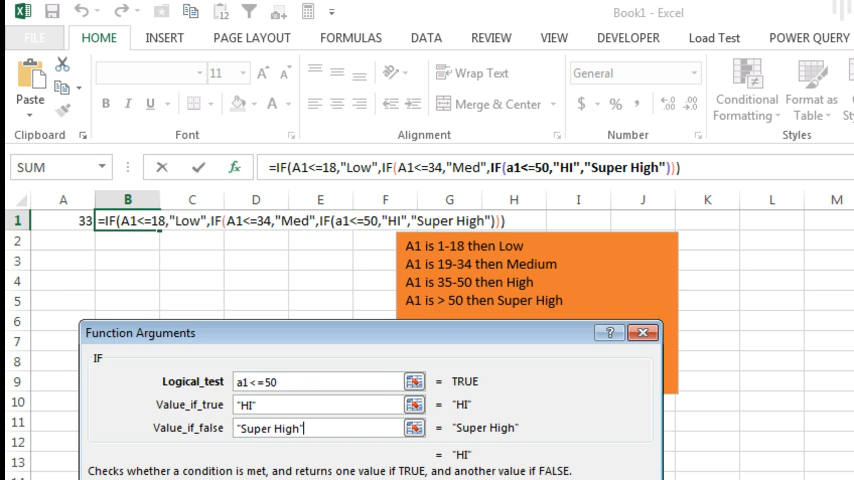 Book1 - Excel
FILE HOME INSERT PAGE LAYOUT FORMULAS DATA REVIEW VIEW DEVELOPER Load Test POWER QUERY
Paste 11 A A Wrap Text General Conditional Format as
B I U A Merge & Center $ % , Formatting Table
Clipboard Font Alignment Number Styles
SUM fx =IF(A1<=18,"Low",IF(A1<=34,"Med",IF(a1<=50,"HI","Super High")))
A B C D E F G H I J K L M
1 33 =IF(A1<=18,"Low",IF(A1<=34,"Med",IF(a1<=50,"HI","Super High")))
2 A1 is 1-18 then Low
3 A1 is 19-34 then Medium
4 A1 is 35-50 then High
5 A1 is > 50 then Super High
6
7 Function Arguments ?
8 IF
9 Logical_test a1<=50 = TRUE
10 Value_if_true "HI" = "HI"
11 Value_if_false "Super High" = "Super High"
12
13 = "HI"
Checks whether a condition is met, and returns one value if TRUE, and another value if FALSE.